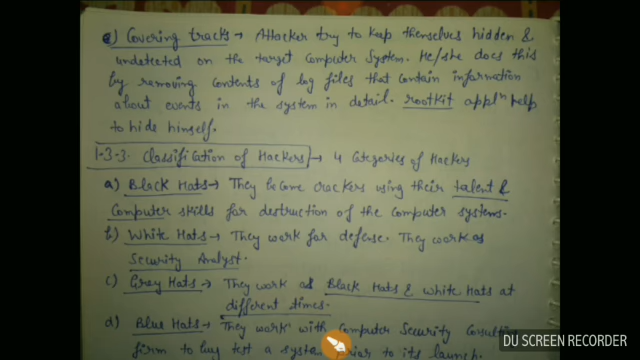 e) Covering tracks → Attacker try to keep themselves hidden &
undetected on the target Computer System. He/she does this
by removing contents of log files that contain information
about events in the system in detail. rootkit appln help
to hide himself.
1.3.3. Classification of Hackers → 4 Categories of Hackers
a) Black Hats → They become crackers using their talent &
Computer skills for destruction of the computer systems.
b) White Hats → They work for defense. They work as
Security Analyst.
c) Grey Hats → They work as Black Hats & White Hats at
different times.
d) Blue Hats → They work with Computer Security Consulting
firm to bug test a system prior to its launch.
DU SCREEN RECORDER